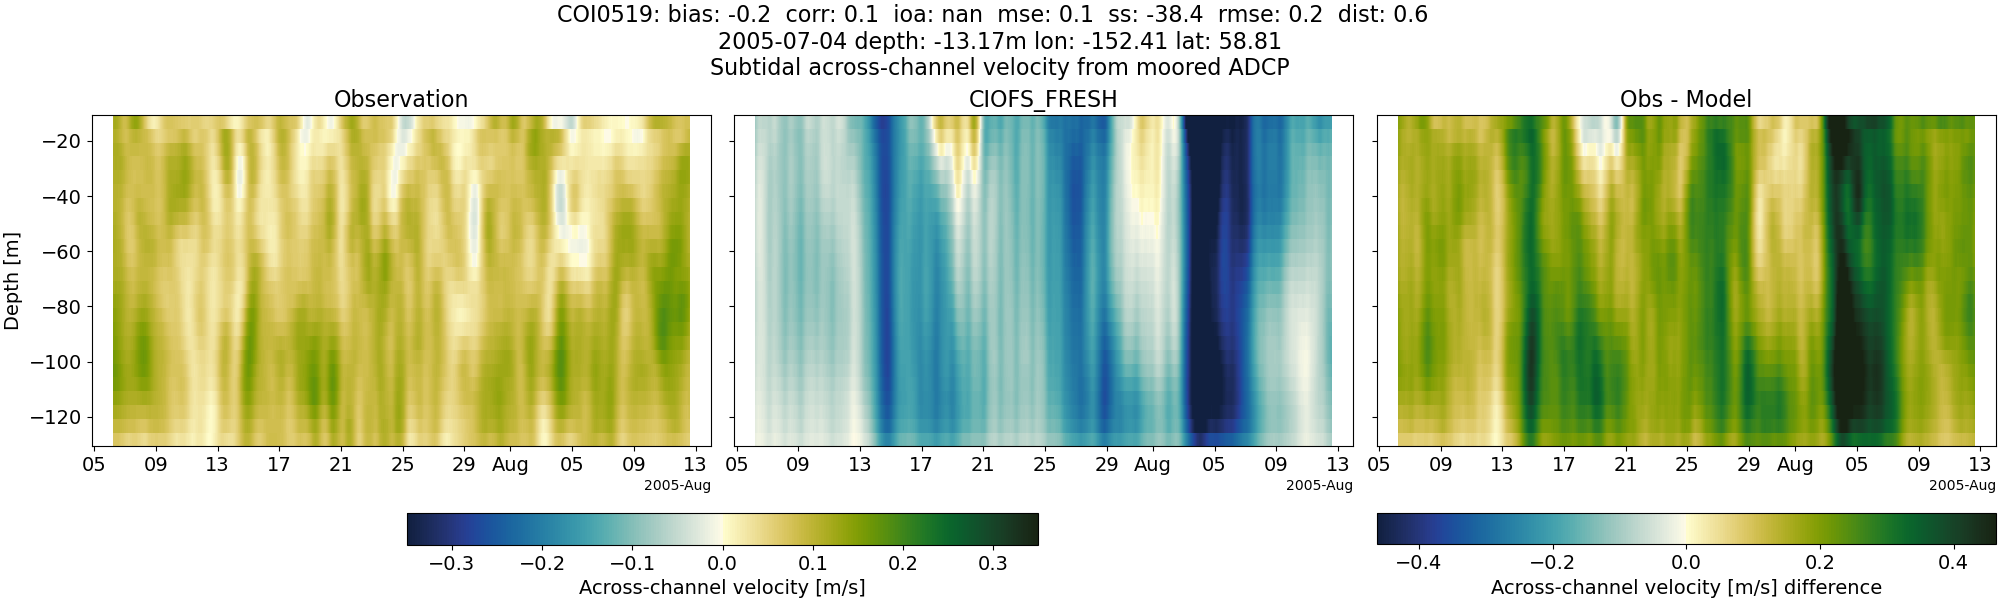 COI0519: bias: -0.2 corr: 0.1 ioa: nan mse: 0.1 ss: -38.4 rmse: 0.2 dist: 0.6
2005-07-04 depth: -13.17m lon: -152.41 lat: 58.81
Subtidal across-channel velocity from moored ADCP
Observation
CIOFS_FRESH
Obs - Model
Depth [m]
−20
−40
−60
−80
−100
−120
05 09 13 17 21 25 29 Aug 05 09 13
2005-Aug
05 09 13 17 21 25 29 Aug 05 09 13
2005-Aug
05 09 13 17 21 25 29 Aug 05 09 13
2005-Aug
−0.3 −0.2 −0.1 0.0 0.1 0.2 0.3
Across-channel velocity [m/s]
−0.4 −0.2 0.0 0.2 0.4
Across-channel velocity [m/s] difference